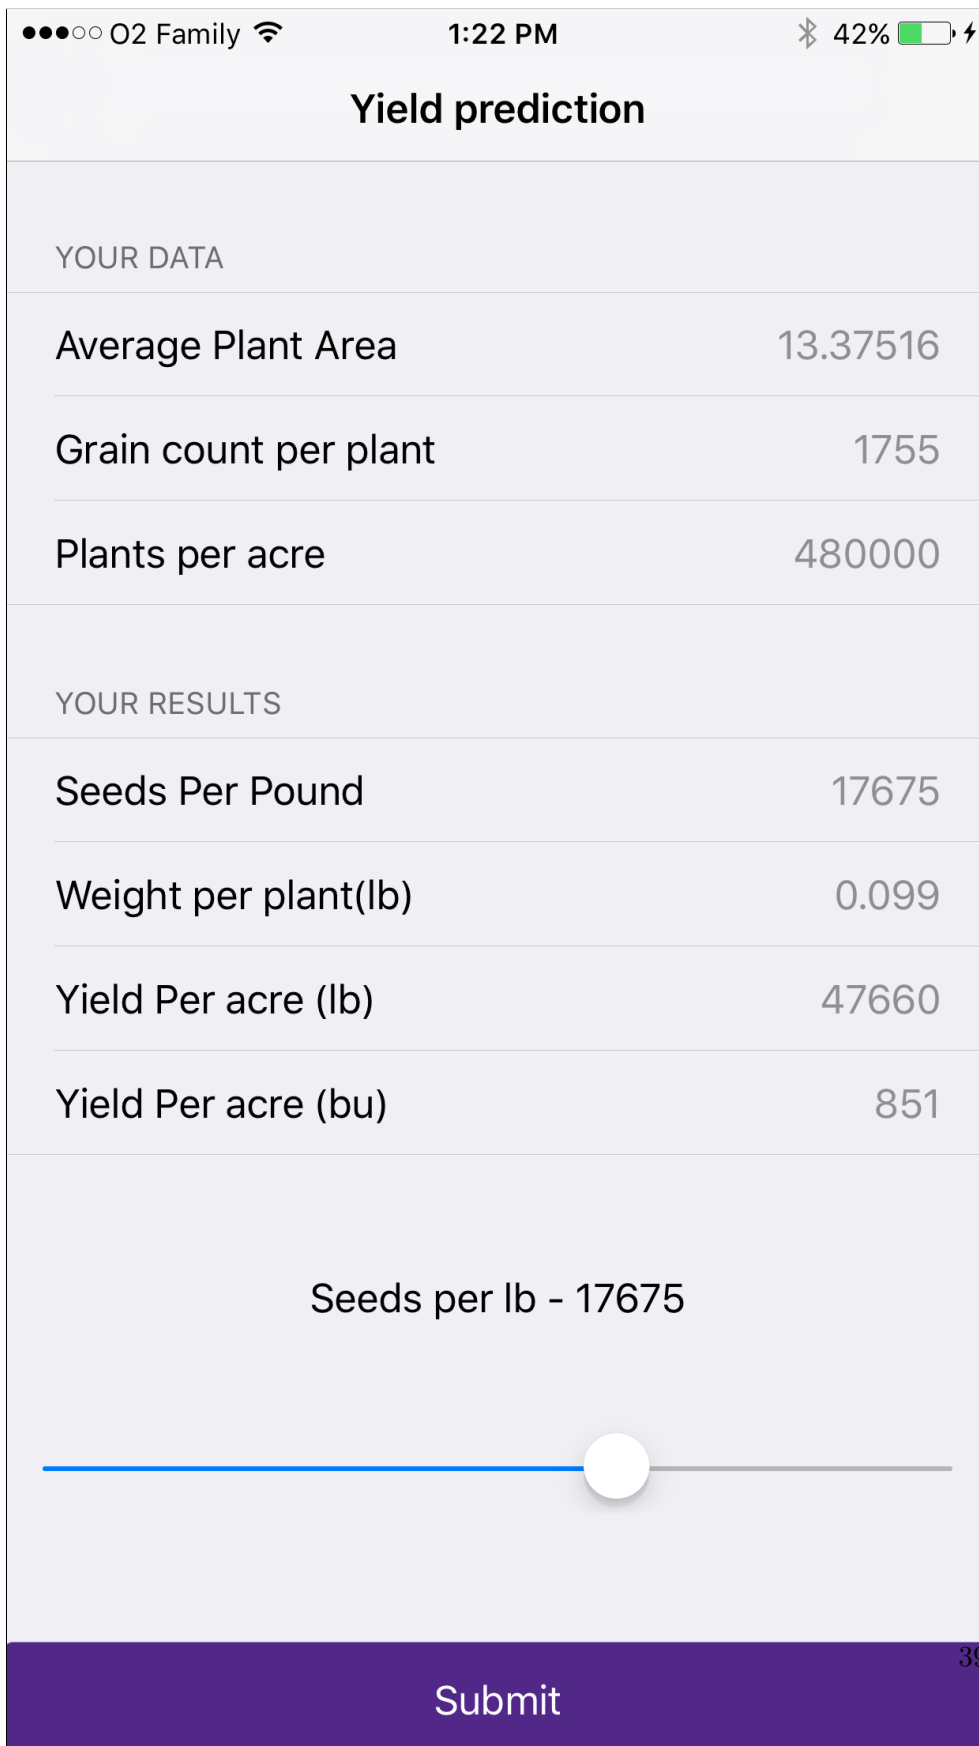 O2 Family 1:22 PM 42%
Yield prediction
YOUR DATA
Average Plant Area 13.37516
Grain count per plant 1755
Plants per acre 480000
YOUR RESULTS
Seeds Per Pound 17675
Weight per plant(lb) 0.099
Yield Per acre (lb) 47660
Yield Per acre (bu) 851
Seeds per lb - 17675
39
Submit